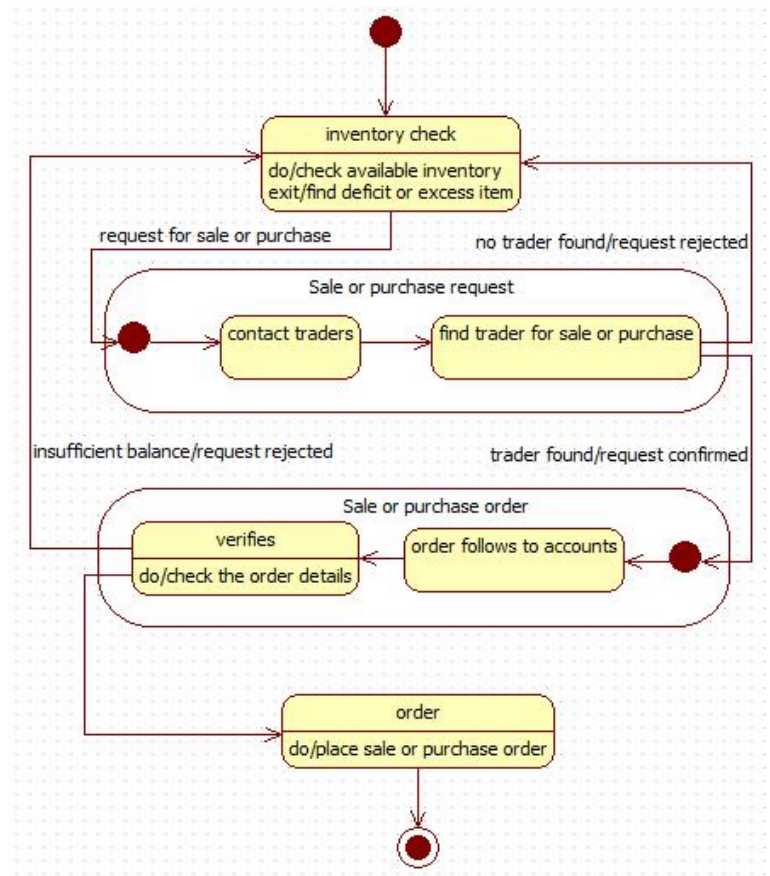 inventory check
do/check available inventory
exit/find deficit or excess item
request for sale or purchase
no trader found/request rejected
Sale or purchase request
contact traders
find trader for sale or purchase
insufficient balance/request rejected
trader found/request confirmed
Sale or purchase order
verifies
do/check the order details
order follows to accounts
order
do/place sale or purchase order